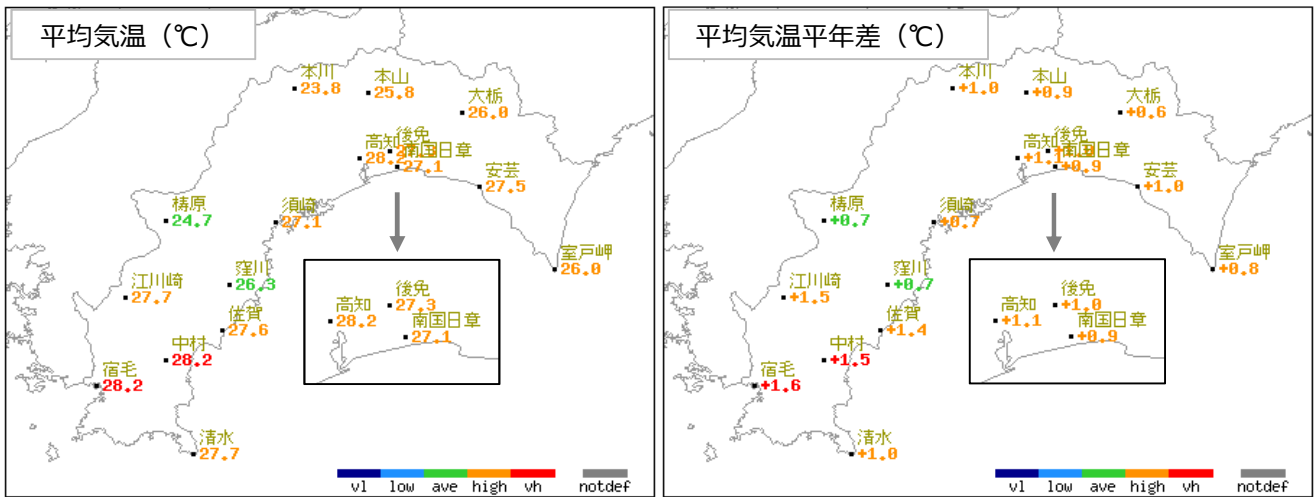 平均気温（℃）
本川
23.8
本山
25.8
大栃
26.0
後免
高知
28.2
南国日章
27.1
安芸
27.5
梼原
24.7
須崎
27.1
室戸岬
26.0
江川崎
27.7
窪川
26.3
佐賀
27.6
後免
27.3
高知
28.2
南国日章
27.1
中村
28.2
宿毛
28.2
清水
27.7
vl low ave high vh notdef
平均気温平年差（℃）
本川
+1.0
本山
+0.9
大栃
+0.6
後免
高知
+1.1
南国日章
+0.9
安芸
+1.0
梼原
+0.7
須崎
+0.7
室戸岬
+0.8
江川崎
+1.5
窪川
+0.7
佐賀
+1.4
後免
+1.0
高知
+1.1
南国日章
+0.9
中村
+1.5
宿毛
+1.6
清水
+1.0
vl low ave high vh notdef